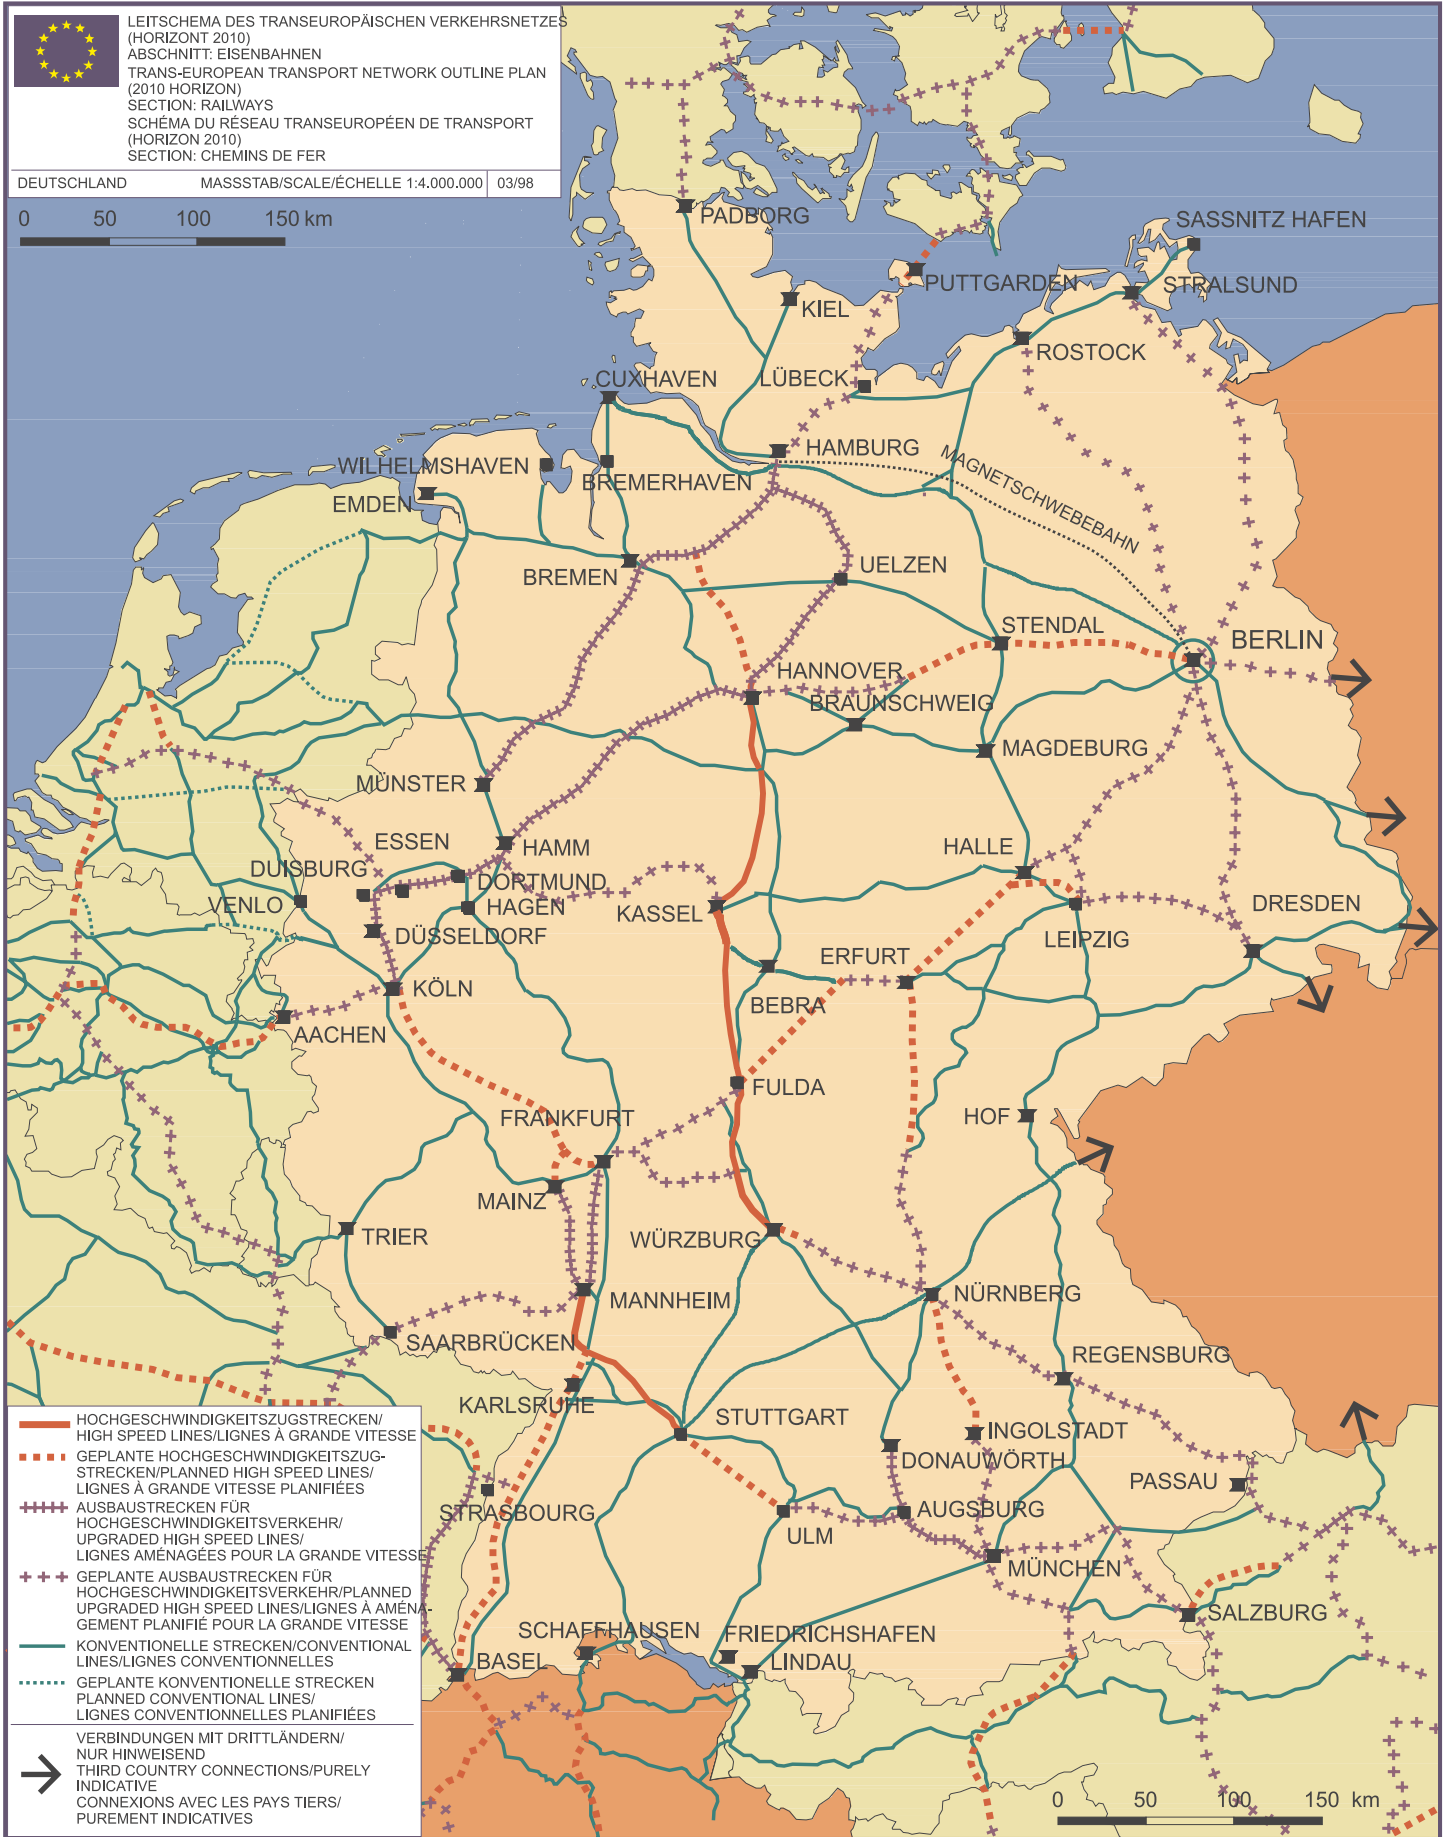 LEITSCHEMA DES TRANSEUROPÄISCHEN VERKEHRSNETZES
(HORIZONT 2010)
ABSCHNITT: EISENBAHNEN
TRANS-EUROPEAN TRANSPORT NETWORK OUTLINE PLAN
(2010 HORIZON)
SECTION: RAILWAYS
SCHÉMA DU RÉSEAU TRANSEUROPÉEN DE TRANSPORT
(HORIZON 2010)
SECTION: CHEMINS DE FER
DEUTSCHLAND MASSSTAB/SCALE/ÉCHELLE 1:4.000.000 03/98
0 50 100 150 km
PADBORG
SASSNITZ HAFEN
PUTTGARDEN
STRALSUND
KIEL
ROSTOCK
CUXHAVEN
LÜBECK
HAMBURG
WILHELMSHAVEN
BREMERHAVEN
MAGNETSCHWEBEBAHN
EMDEN
BREMEN
UELZEN
STENDAL
BERLIN
HANNOVER
BRAUNSCHWEIG
MAGDEBURG
MÜNSTER
ESSEN
HAMM
HALLE
DUISBURG
DORTMUND
VENLO
HAGEN
KASSEL
DRESDEN
DÜSSELDORF
LEIPZIG
ERFURT
KÖLN
BEBRA
AACHEN
FULDA
FRANKFURT
HOF
MAINZ
TRIER
WÜRZBURG
NÜRNBERG
MANNHEIM
SAARBRÜCKEN
REGENSBURG
KARLSRUHE
STUTTGART
INGOLSTADT
DONAUWÖRTH
PASSAU
STRASBOURG
AUGSBURG
ULM
MÜNCHEN
SALZBURG
SCHAFFHAUSEN
FRIEDRICHSHAFEN
BASEL
LINDAU
HOCHGESCHWINDIGKEITSZUGSTRECKEN/
HIGH SPEED LINES/LIGNES À GRANDE VITESSE
GEPLANTE HOCHGESCHWINDIGKEITSZUG-
STRECKEN/PLANNED HIGH SPEED LINES/
LIGNES À GRANDE VITESSE PLANIFIÉES
AUSBAUSTRECKEN FÜR
HOCHGESCHWINDIGKEITSVERKEHR/
UPGRADED HIGH SPEED LINES/
LIGNES AMÉNAGÉES POUR LA GRANDE VITESSE
GEPLANTE AUSBAUSTRECKEN FÜR
HOCHGESCHWINDIGKEITSVERKEHR/PLANNED
UPGRADED HIGH SPEED LINES/LIGNES À AMÉNA-
GEMENT PLANIFIÉ POUR LA GRANDE VITESSE
KONVENTIONELLE STRECKEN/CONVENTIONAL
LINES/LIGNES CONVENTIONNELLES
GEPLANTE KONVENTIONELLE STRECKEN
PLANNED CONVENTIONAL LINES/
LIGNES CONVENTIONNELLES PLANIFIÉES
VERBINDUNGEN MIT DRITTLÄNDERN/
NUR HINWEISEND
THIRD COUNTRY CONNECTIONS/PURELY
INDICATIVE
CONNEXIONS AVEC LES PAYS TIERS/
PUREMENT INDICATIVES
0 50 100 150 km